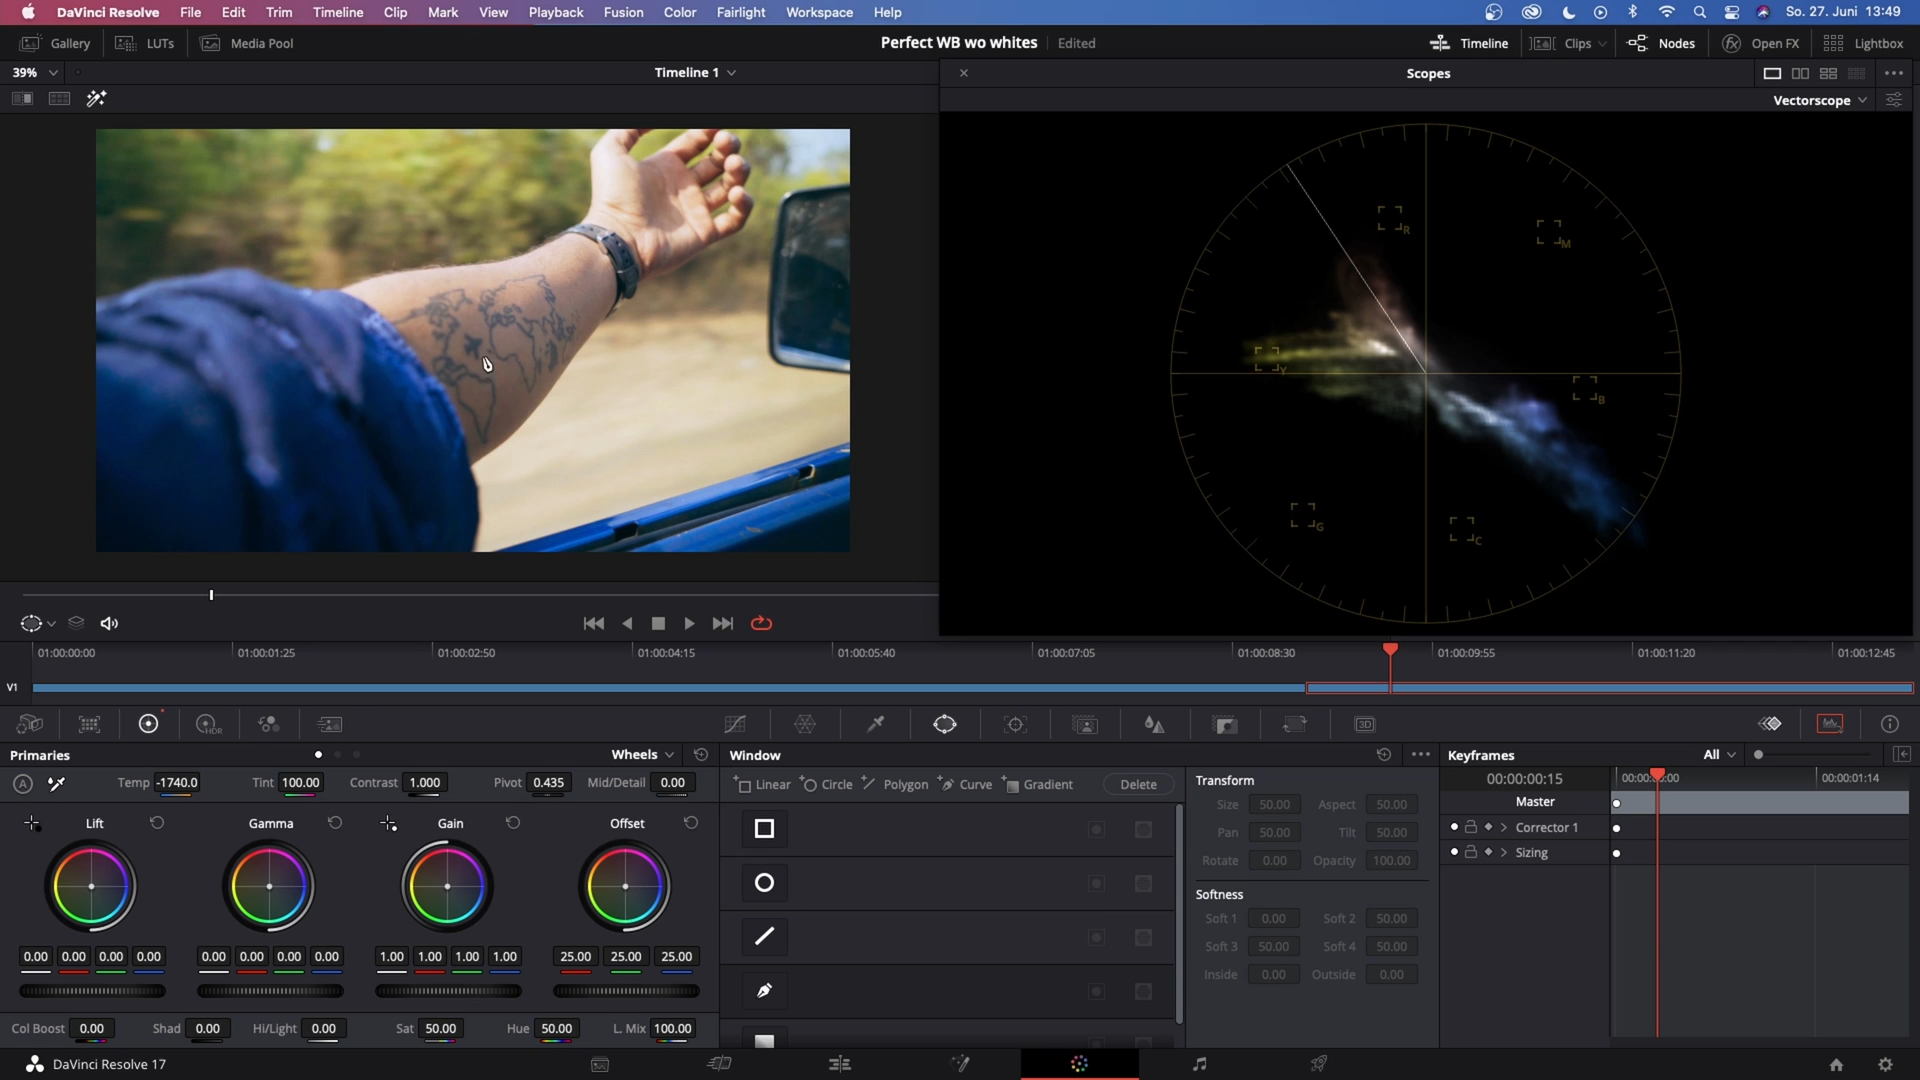 DaVinci Resolve File Edit Trim Timeline Clip Mark View Playback Fusion Color Fairlight Workspace Help So. 27. Juni 13:49
Gallery LUTs Media Pool Perfect WB wo whites Edited Timeline Clips Nodes fx Open FX Lightbox
39% Timeline 1 Scopes
Vectorscope
R
M
Y
B
G
C
01:00:00:00 01:00:01:25 01:00:02:50 01:00:04:15 01:00:05:40 01:00:07:05 01:00:08:30 01:00:09:55 01:00:11:20 01:00:12:45
V1
HDR 3D
Primaries Wheels Window Keyframes All
A Temp -1740.0 Tint 100.00 Contrast 1.000 Pivot 0.435 Mid/Detail 0.00
Linear Circle Polygon Curve Gradient Delete
Transform
Size 50.00 Aspect 50.00
Pan 50.00 Tilt 50.00
Rotate 0.00 Opacity 100.00
Softness
Soft 1 0.00 Soft 2 50.00
Soft 3 50.00 Soft 4 50.00
Inside 0.00 Outside 0.00
00:00:00:15 00:00:00:00 00:00:01:14
Master
Corrector 1
Sizing
Lift Gamma Gain Offset
0.00 0.00 0.00 0.00 0.00 0.00 0.00 0.00 1.00 1.00 1.00 1.00 25.00 25.00 25.00
Col Boost 0.00 Shad 0.00 Hi/Light 0.00 Sat 50.00 Hue 50.00 L. Mix 100.00
DaVinci Resolve 17